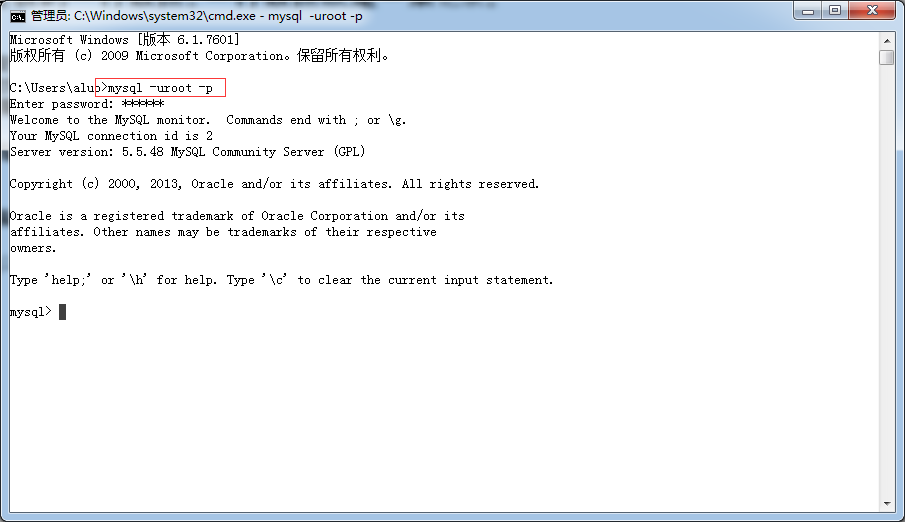 管理员: C:\Windows\system32\cmd.exe - mysql  -uroot -p
Microsoft Windows [版本 6.1.7601]
版权所有 (c) 2009 Microsoft Corporation。保留所有权利。
C:\Users\alup>mysql -uroot -p
Enter password: ******
Welcome to the MySQL monitor.  Commands end with ; or \g.
Your MySQL connection id is 2
Server version: 5.5.48 MySQL Community Server (GPL)
Copyright (c) 2000, 2013, Oracle and/or its affiliates. All rights reserved.
Oracle is a registered trademark of Oracle Corporation and/or its
affiliates. Other names may be trademarks of their respective
owners.
Type 'help;' or '\h' for help. Type '\c' to clear the current input statement.
mysql>